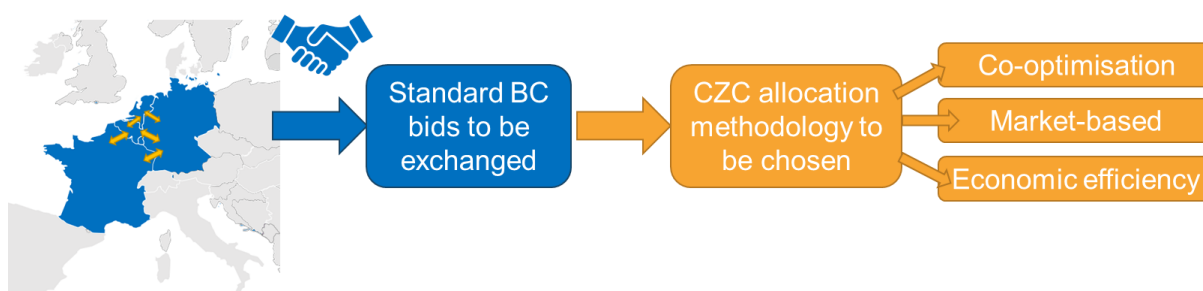 Standard BC
bids to be
exchanged
CZC allocation
methodology to
be chosen
Co-optimisation
Market-based
Economic efficiency